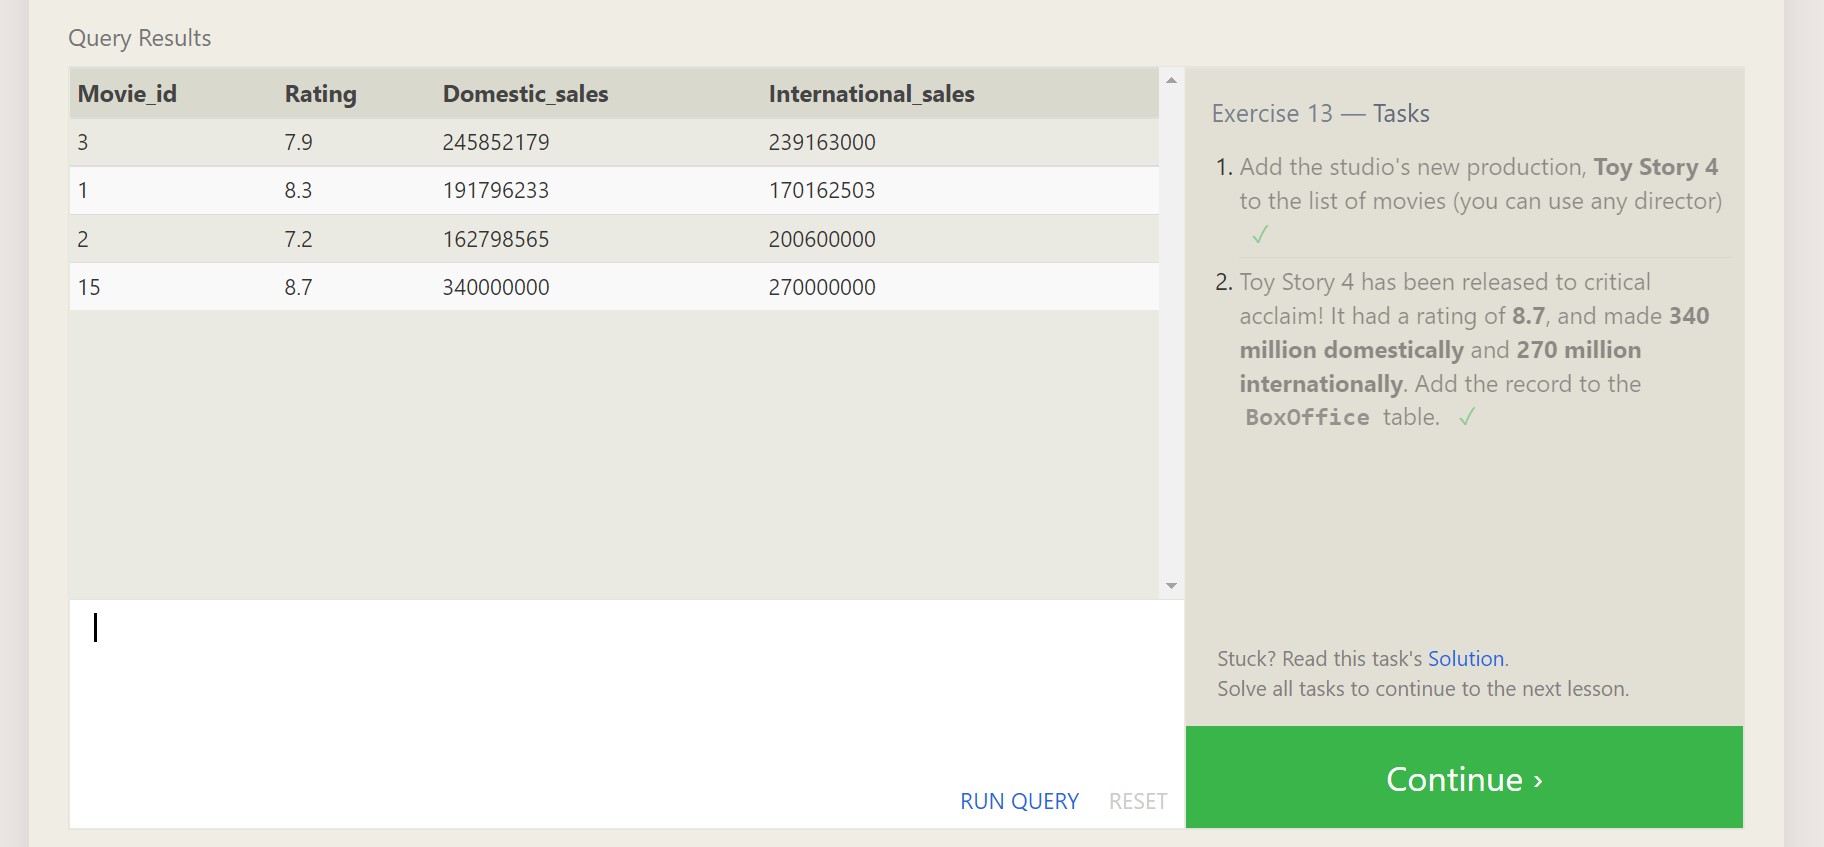 Query Results
Movie_id Rating Domestic_sales International_sales
3 7.9 245852179 239163000
1 8.3 191796233 170162503
2 7.2 162798565 200600000
15 8.7 340000000 270000000
RUN QUERY RESET
Exercise 13 — Tasks
1. Add the studio's new production, Toy Story 4
to the list of movies (you can use any director)
✓
2. Toy Story 4 has been released to critical
acclaim! It had a rating of 8.7, and made 340
million domestically and 270 million
internationally. Add the record to the
BoxOffice table. ✓
Stuck? Read this task's Solution.
Solve all tasks to continue to the next lesson.
Continue ›